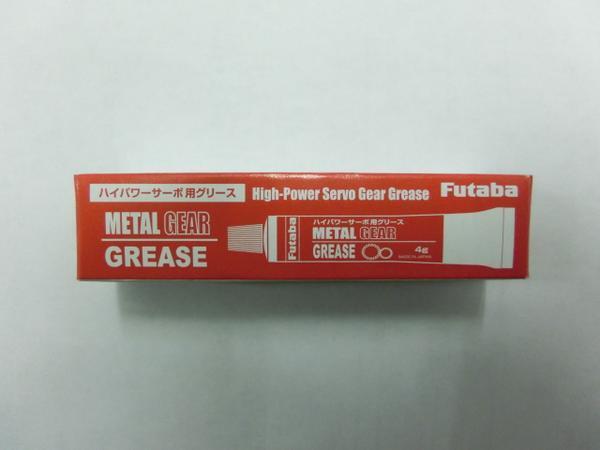 ハイパワーサーボ用グリース High-Power Servo Gear Grease Futaba
METAL GEAR
GREASE
Futaba
ハイパワーサーボ用グリース
METAL GEAR
GREASE 4g
MADE IN JAPAN